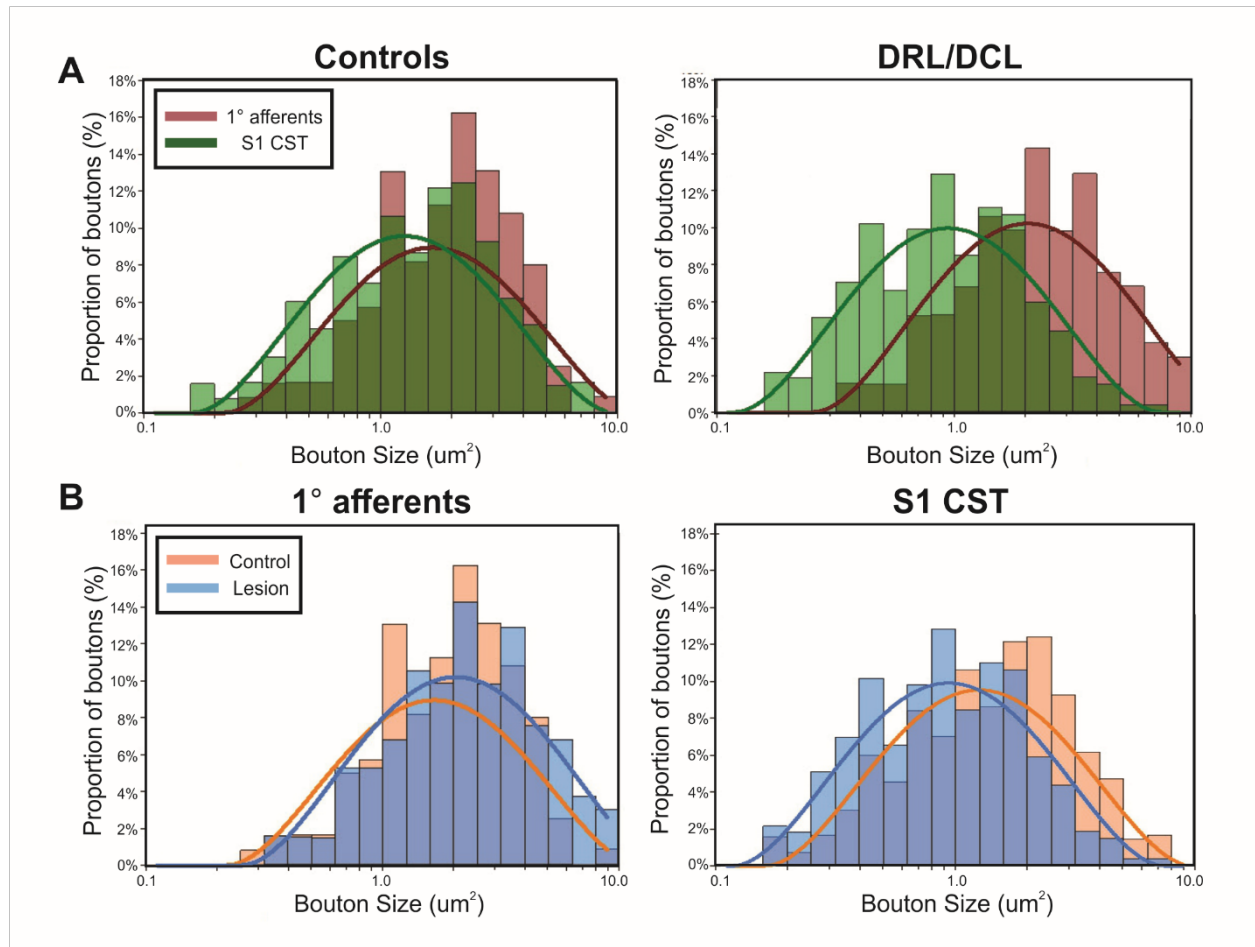 A
Controls
DRL/DCL
Proportion of boutons (%)
18%
16%
14%
12%
10%
8%
6%
4%
2%
0%
1° afferents
S1 CST
0.1
1.0
10.0
Bouton Size (um²)
Proportion of boutons (%)
18%
16%
14%
12%
10%
8%
6%
4%
2%
0%
0.1
1.0
10.0
Bouton Size (um²)
B
1° afferents
S1 CST
Proportion of boutons (%)
18%
16%
14%
12%
10%
8%
6%
4%
2%
0%
Control
Lesion
0.1
1.0
10.0
Bouton Size (um²)
Proportion of boutons (%)
18%
16%
14%
12%
10%
8%
6%
4%
2%
0%
0.1
1.0
10.0
Bouton Size (um²)